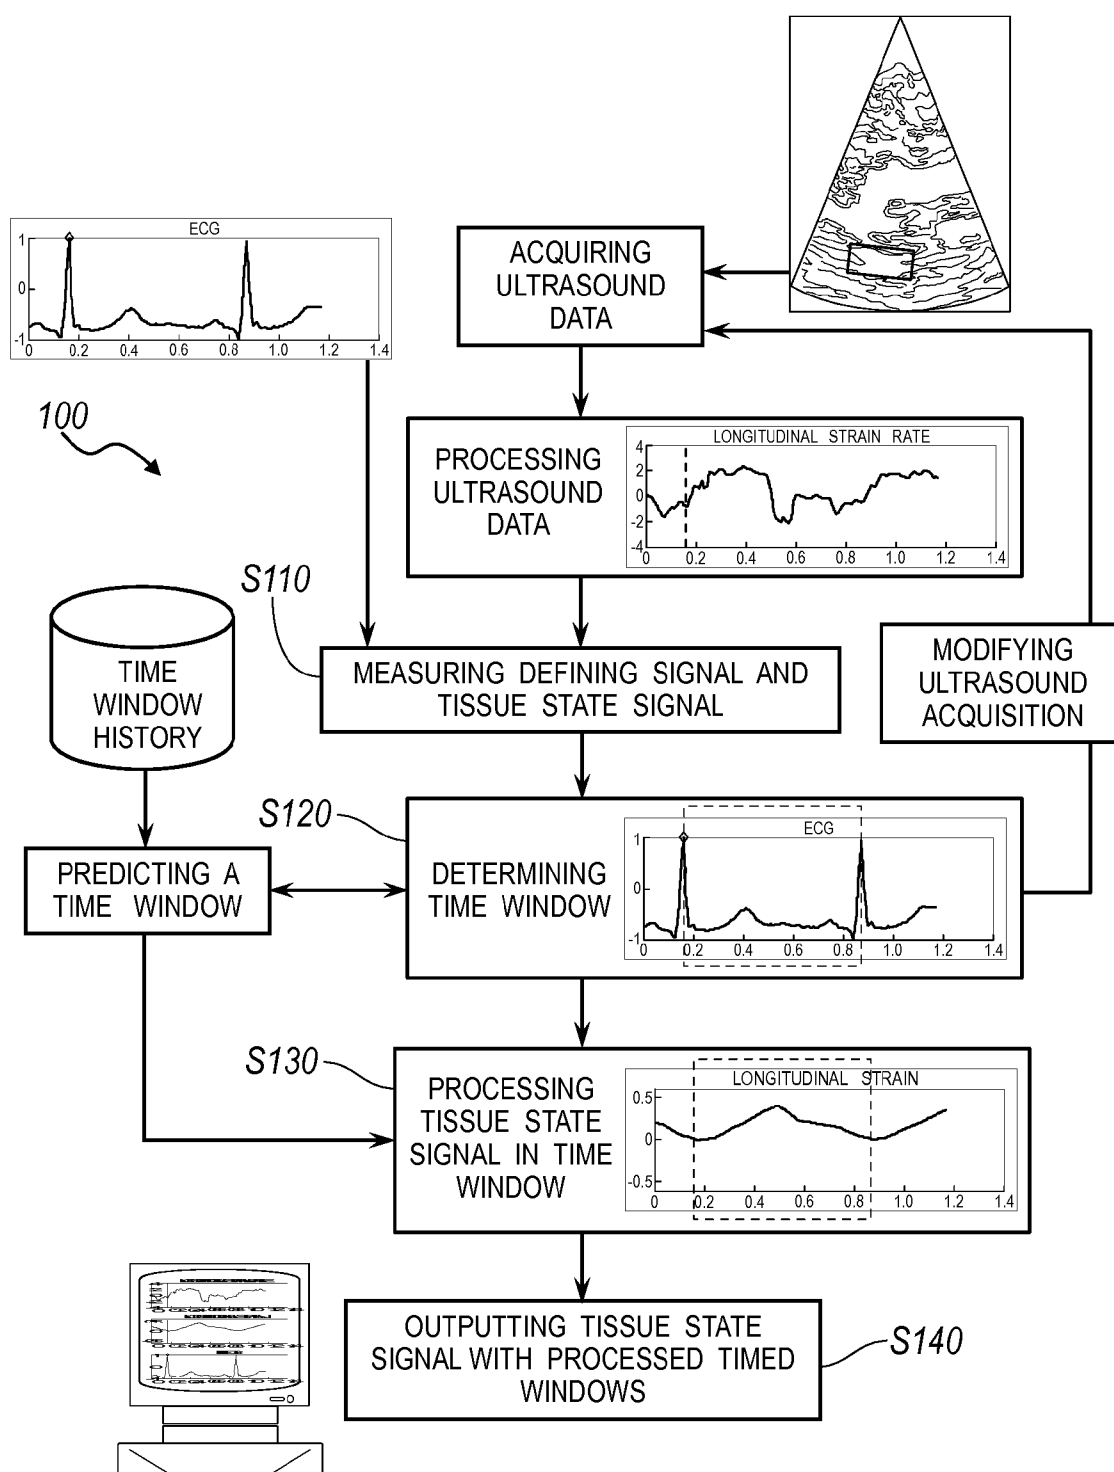 ECG
1
0
-1
0 0.2 0.4 0.6 0.8 1.0 1.2 1.4
100
ACQUIRING
ULTRASOUND
DATA
PROCESSING
ULTRASOUND
DATA
LONGITUDINAL STRAIN RATE
4
2
0
-2
-4
0 0.2 0.4 0.6 0.8 1.0 1.2 1.4
S110
MEASURING DEFINING SIGNAL AND
TISSUE STATE SIGNAL
MODIFYING
ULTRASOUND
ACQUISITION
TIME
WINDOW
HISTORY
S120
PREDICTING A
TIME WINDOW
DETERMINING
TIME WINDOW
ECG
1
0
-1
0 0.2 0.4 0.6 0.8 1.0 1.2 1.4
S130
PROCESSING
TISSUE STATE
SIGNAL IN TIME
WINDOW
LONGITUDINAL STRAIN
0.5
0
-0.5
0 0.2 0.4 0.6 0.8 1.0 1.2 1.4
OUTPUTTING TISSUE STATE
SIGNAL WITH PROCESSED TIMED
WINDOWS
S140